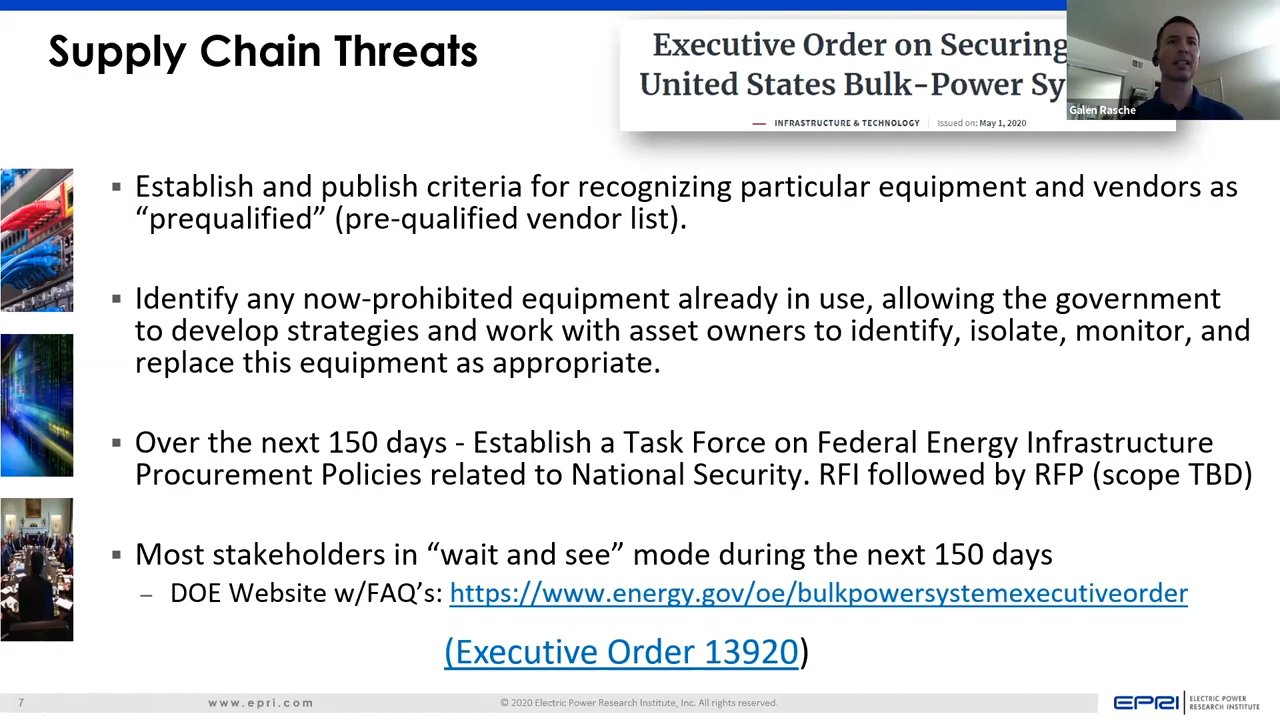 Supply Chain Threats
Executive Order on Securing
United States Bulk-Power Sy
INFRASTRUCTURE & TECHNOLOGY | Issued on: May 1, 2020
Galen Rasche
▪ Establish and publish criteria for recognizing particular equipment and vendors as
“prequalified” (pre-qualified vendor list).
▪ Identify any now-prohibited equipment already in use, allowing the government
to develop strategies and work with asset owners to identify, isolate, monitor, and
replace this equipment as appropriate.
▪ Over the next 150 days - Establish a Task Force on Federal Energy Infrastructure
Procurement Policies related to National Security. RFI followed by RFP (scope TBD)
▪ Most stakeholders in “wait and see” mode during the next 150 days
– DOE Website w/FAQ’s: https://www.energy.gov/oe/bulkpowersystemexecutiveorder
(Executive Order 13920)
7
www.epri.com
© 2020 Electric Power Research Institute, Inc. All rights reserved.
EPRI
ELECTRIC POWER
RESEARCH INSTITUTE